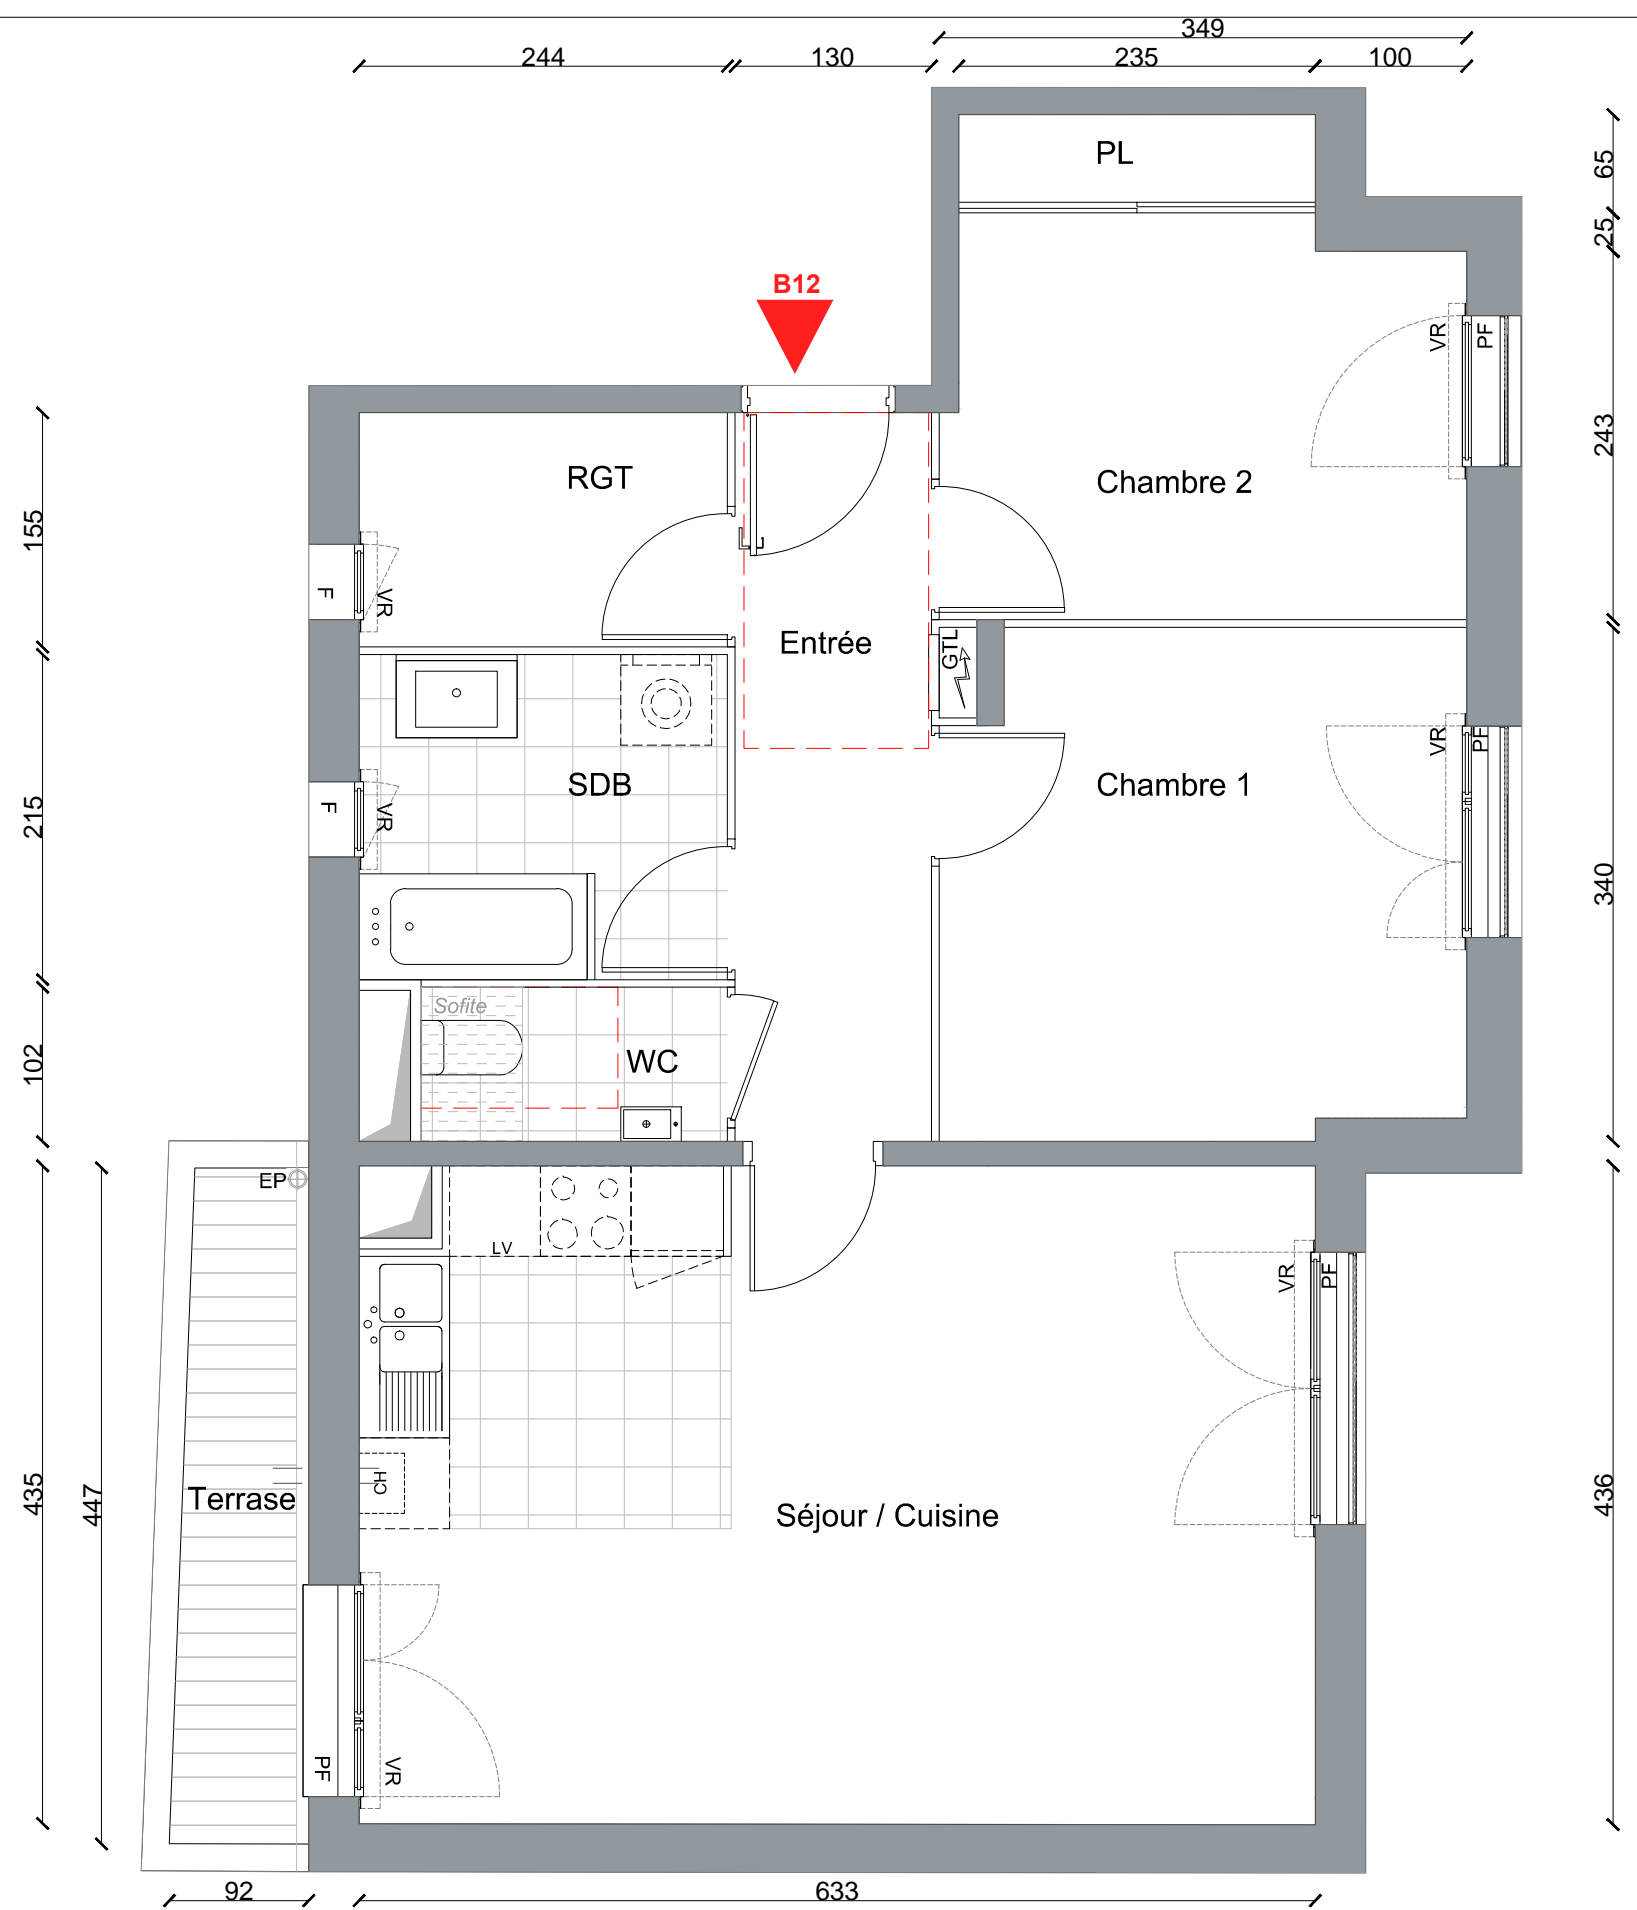 349
244
130
235
100
PL
65
25
B12
VR
PF
243
RGT
Chambre 2
155
F
VR
Entrée
GTL
VR
PF
SDB
Chambre 1
F
VR
215
340
Sofite
WC
102
EP
LV
VR
PF
CH
Terrase
435
447
Séjour / Cuisine
436
PF
VR
92
633